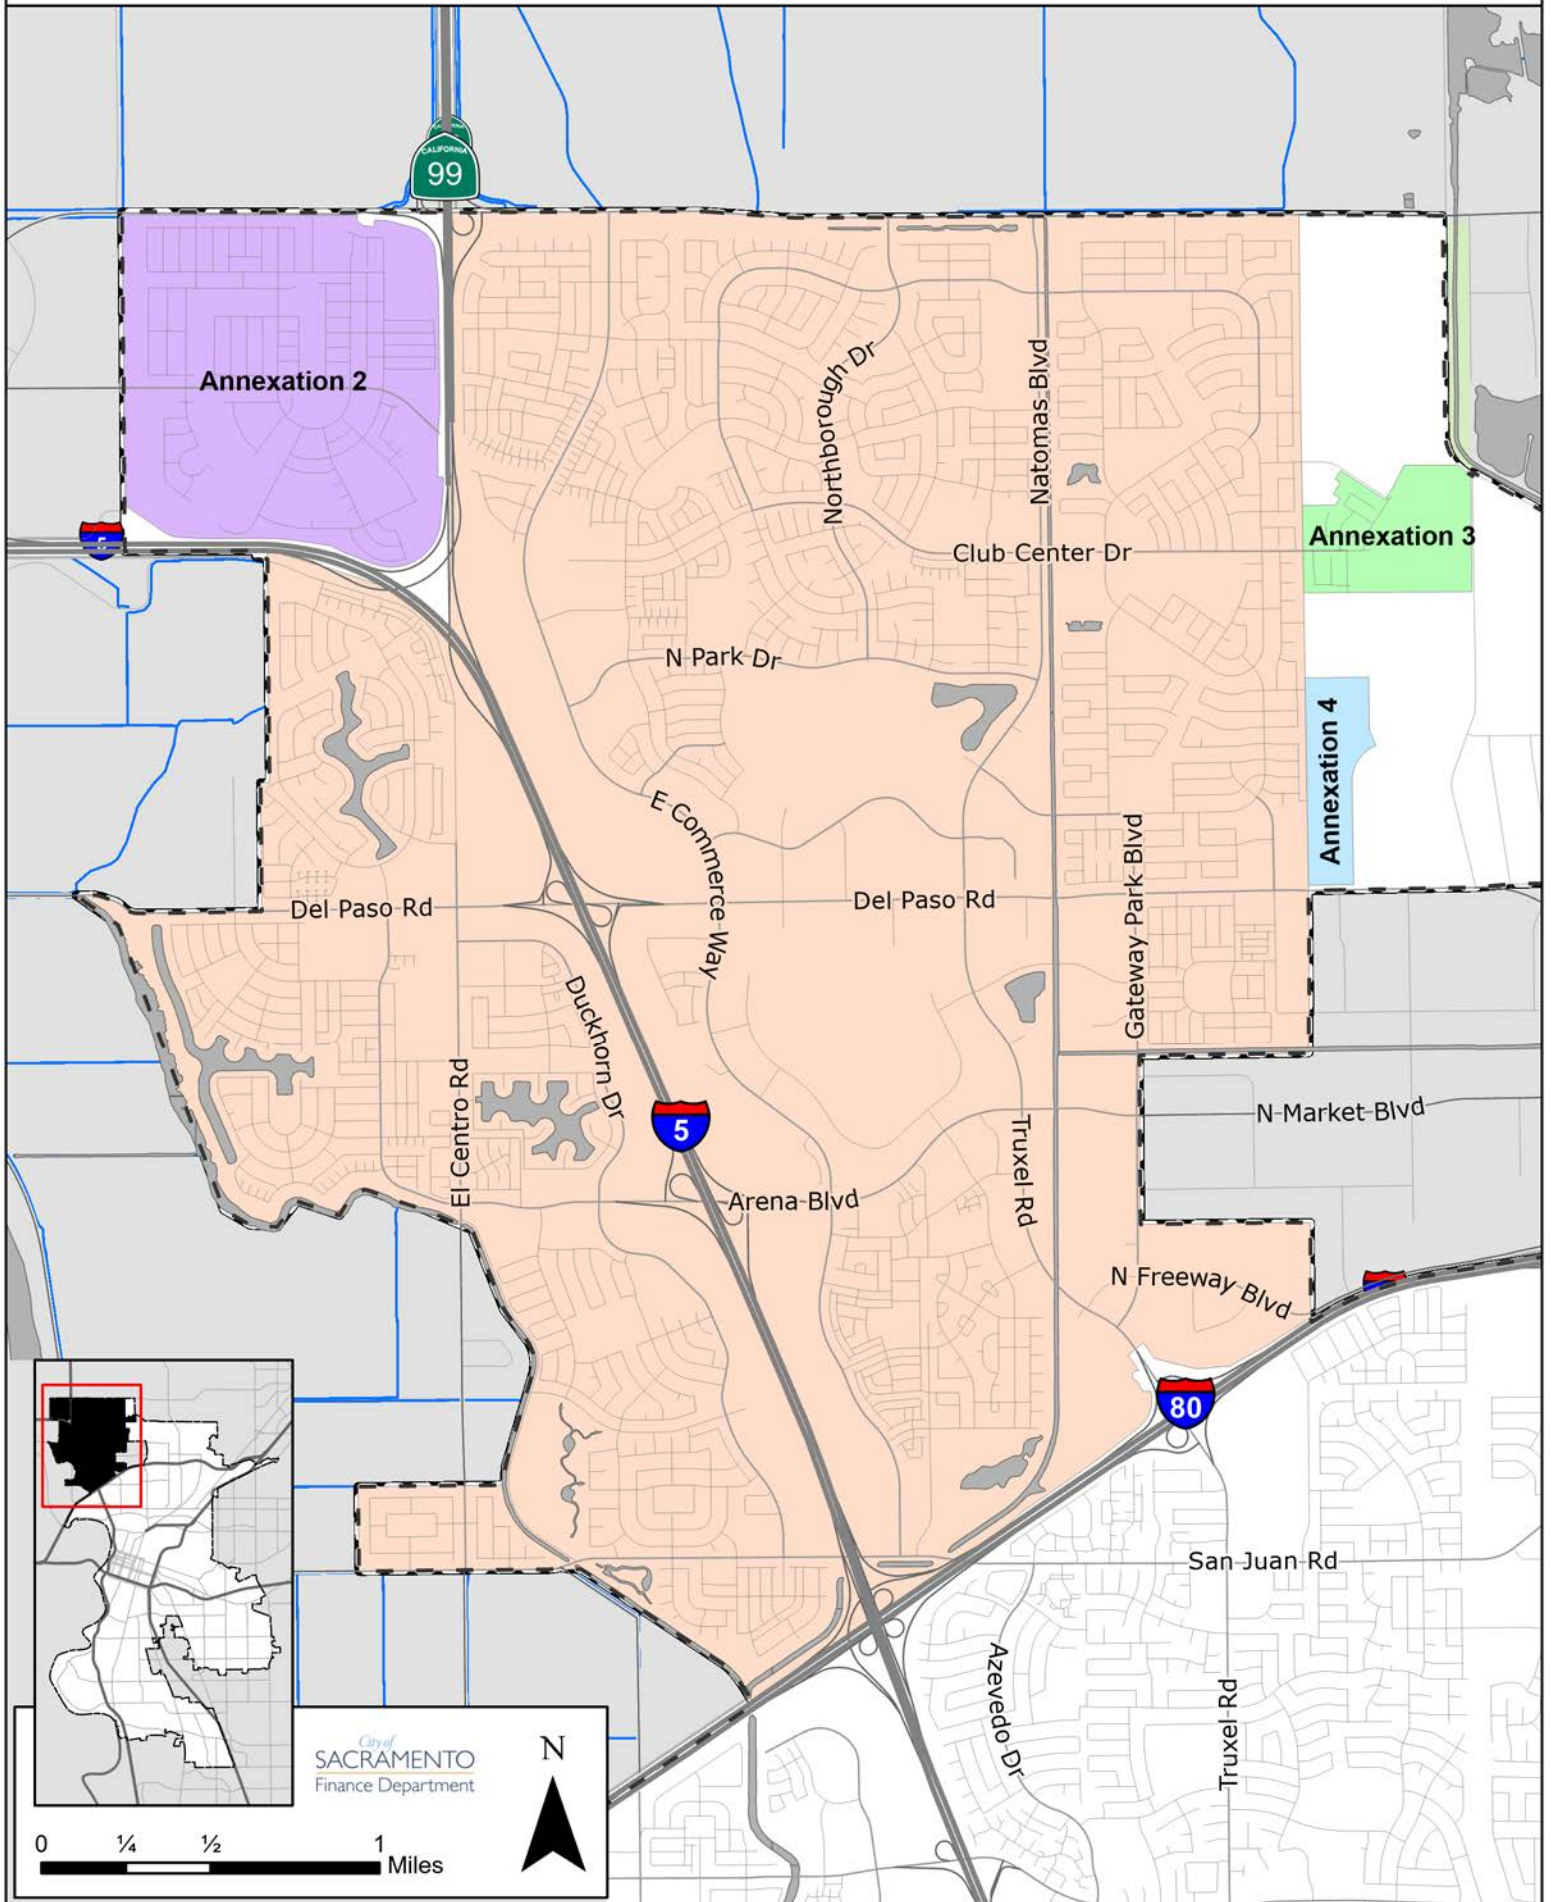 CALIFORNIA
99
Annexation 2
Northborough Dr
Natomas Blvd
5
Annexation 3
Club Center Dr
N Park Dr
Annexation 4
E Commerce Way
Gateway Park Blvd
Del Paso Rd
Del Paso Rd
Duckhorn Dr
El Centro Rd
5
N Market Blvd
Truxel Rd
Arena Blvd
N Freeway Blvd
80
San Juan Rd
Azevedo Dr
Truxel Rd
City of
SACRAMENTO
Finance Department
N
0 ¼ ½ 1
Miles